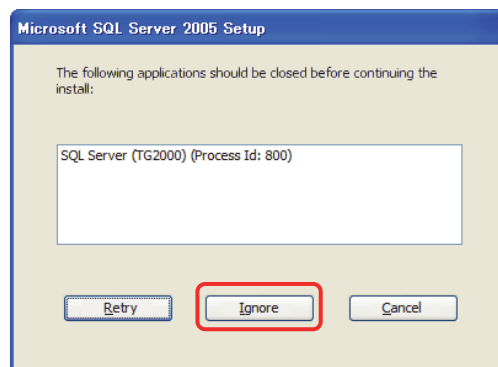 Microsoft SQL Server 2005 Setup
The following applications should be closed before continuing the
install:
SQL Server (TG2000) (Process Id: 800)
Retry Ignore Cancel